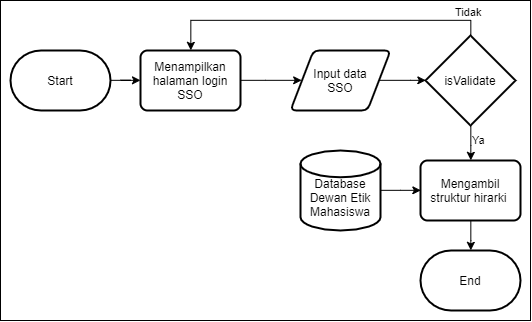 Tidak
Start
Menampilkan
halaman login
SSO
Input data
SSO
isValidate
Ya
Database
Dewan Etik
Mahasiswa
Mengambil
struktur hirarki
End